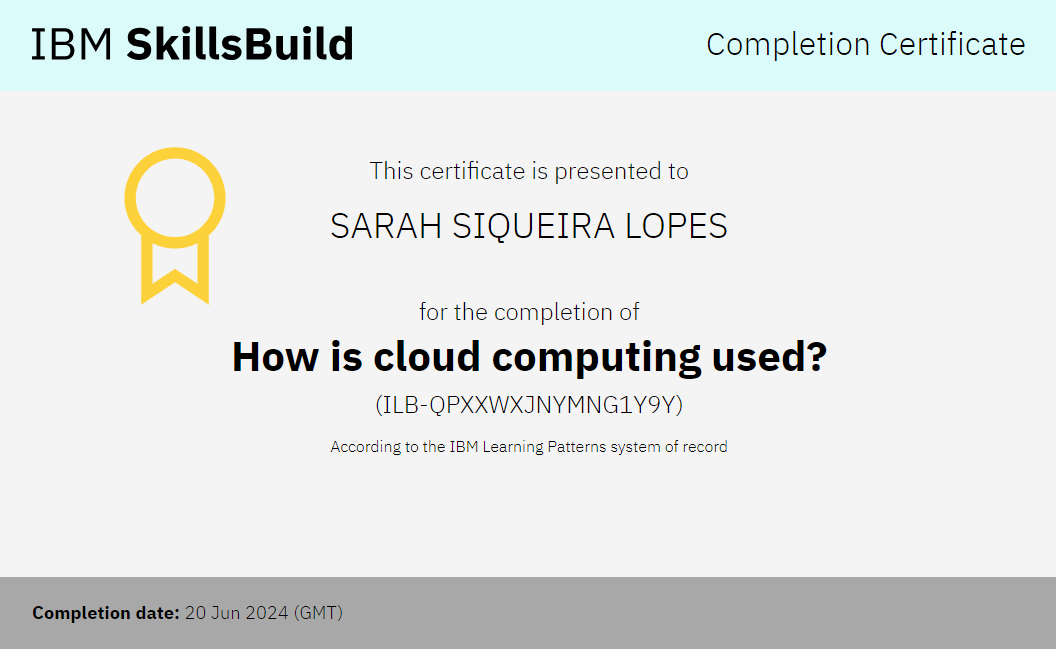 IBM SkillsBuild
Completion Certificate
This certificate is presented to
SARAH SIQUEIRA LOPES
for the completion of
How is cloud computing used?
(ILB-QPXXWXJNYMNG1Y9Y)
According to the IBM Learning Patterns system of record
Completion date: 20 Jun 2024 (GMT)